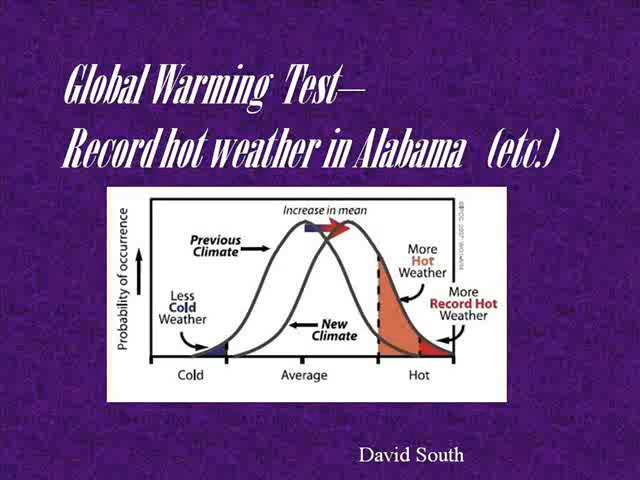 Global Warming Test—
Record hot weather in Alabama (etc.)
Increase in mean
Previous
Climate
More
Hot
Weather
Less
Cold
Weather
More
Record Hot
Weather
New
Climate
Probability of occurrence
Cold
Average
Hot
David South